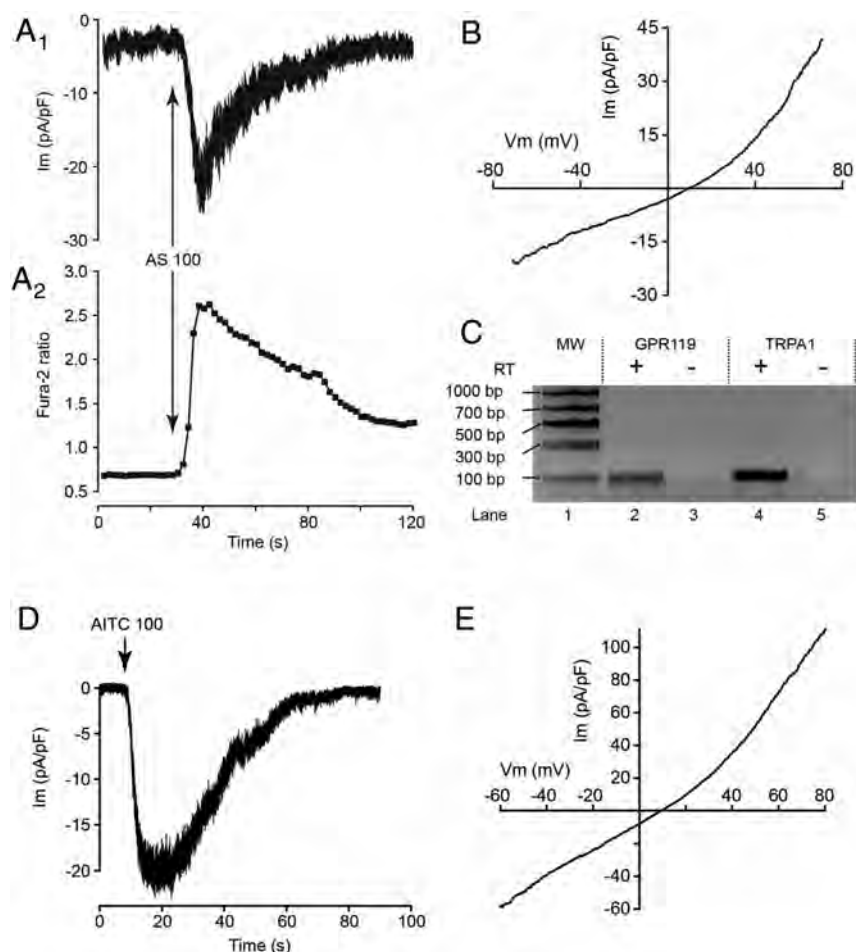 A1
0
-10
-20
-30
Im (pA/pF)
AS 100
A2
3.0
2.5
2.0
1.5
1.0
0.5
Fura-2 ratio
0 40 80 120
Time (s)
B
45
30
15
-15
-30
Im (pA/pF)
Vm (mV)
-80 -40 40 80
C
MW GPR119 TRPA1
RT + - + -
1000 bp
700 bp
500 bp
300 bp
100 bp
Lane 1 2 3 4 5
D
AITC 100
0
-5
-10
-15
-20
Im (pA/pF)
0 20 40 60 80 100
Time (s)
E
100
80
60
40
20
-20
-40
-60
Im (pA/pF)
Vm (mV)
-60 -40 -20 20 40 60 80